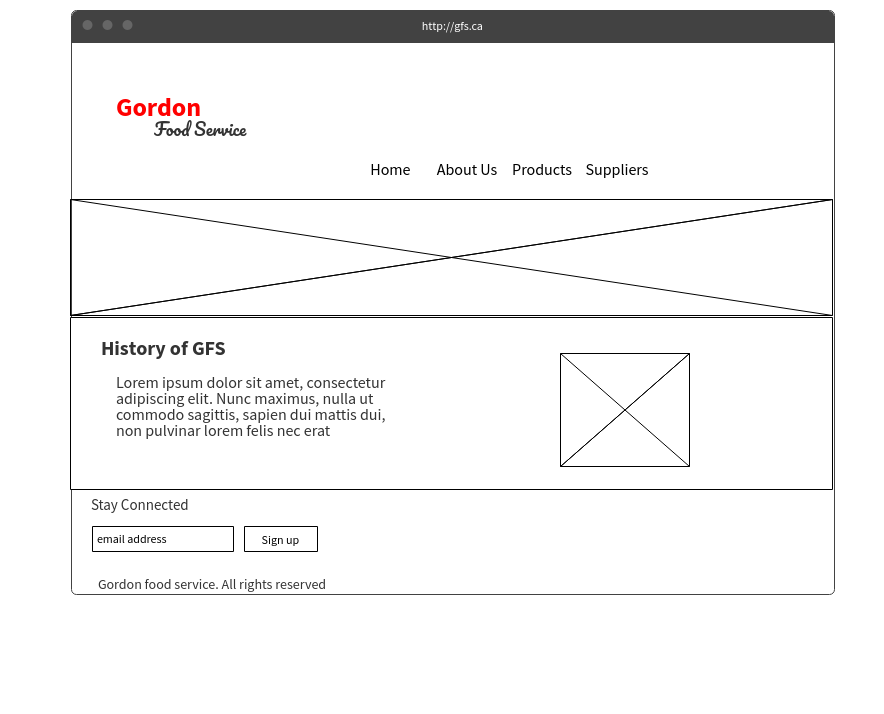 http://gfs.ca
Gordon
Food Service
Home About Us Products Suppliers
History of GFS
Lorem ipsum dolor sit amet, consectetur
adipiscing elit. Nunc maximus, nulla ut
commodo sagittis, sapien dui mattis dui,
non pulvinar lorem felis nec erat
Stay Connected
email address Sign up
Gordon food service. All rights reserved